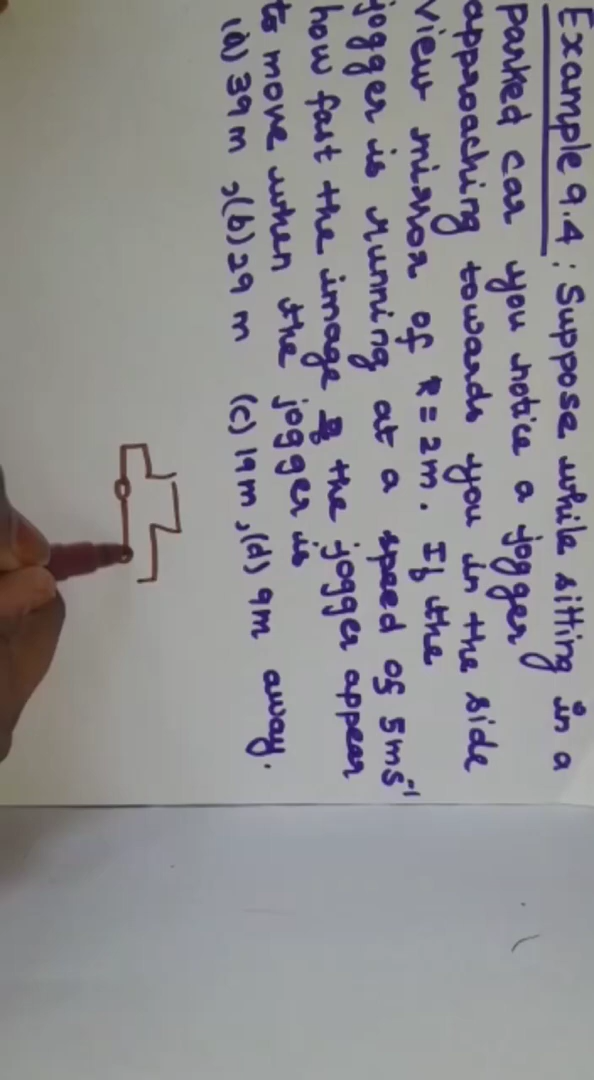 Example 9.4 : Suppose while sitting in a
parked car you notice a jogger
approaching towards you in the side
view mirror of R = 2m. If the
jogger is running at a speed of 5ms⁻¹
how fast the image of the jogger appear
to move when the jogger is
(a) 39 m, (b) 29 m (c) 19 m, (d) 9m away.